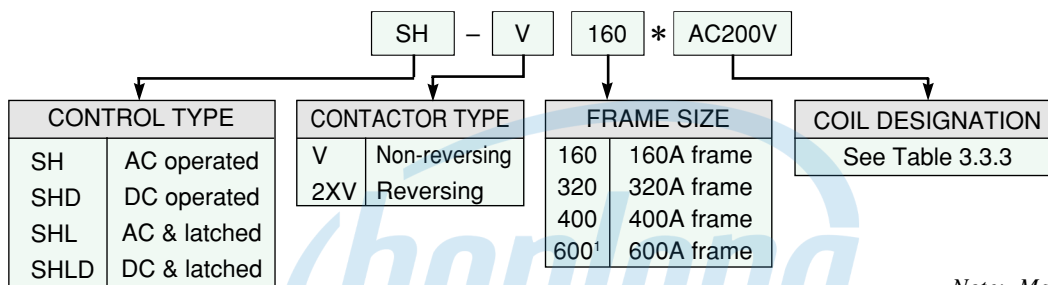 SH – V 160 * AC200V
CONTROL TYPE
SH AC operated
SHD DC operated
SHL AC & latched
SHLD DC & latched
CONTACTOR TYPE
V Non-reversing
2XV Reversing
FRAME SIZE
160 160A frame
320 320A frame
400 400A frame
600¹ 600A frame
COIL DESIGNATION
See Table 3.3.3
Note: